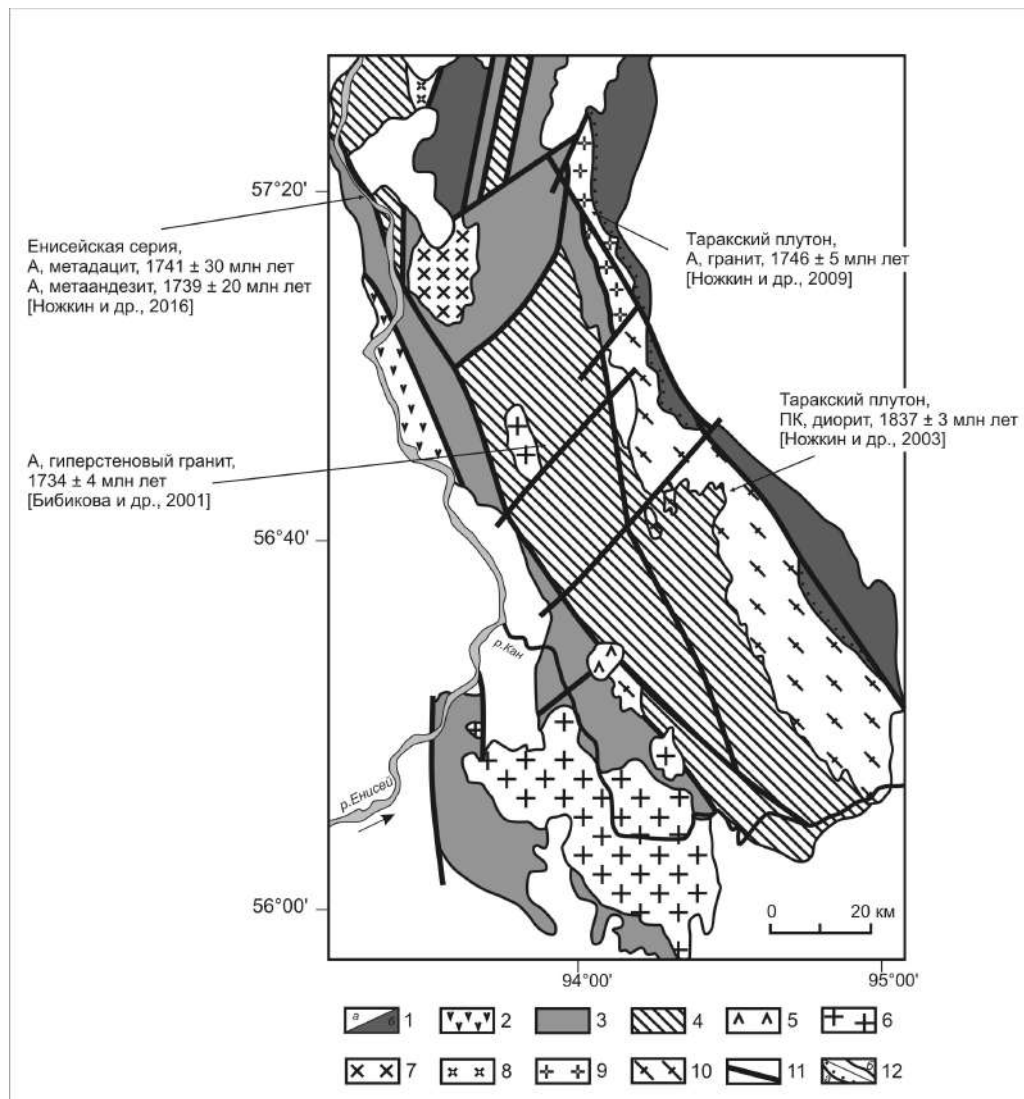 57°20'
Енисейская серия,
А, метадацит, 1741 ± 30 млн лет
А, метаандезит, 1739 ± 20 млн лет
[Ножкин и др., 2016]
Таракский плутон,
А, гранит, 1746 ± 5 млн лет
[Ножкин и др., 2009]
Таракский плутон,
ПК, диорит, 1837 ± 3 млн лет
[Ножкин и др., 2003]
А, гиперстеновый гранит,
1734 ± 4 млн лет
[Бибикова и др., 2001]
56°40'
р.Кан
р.Енисей
56°00'
0 20 км
94°00' 95°00'
а б 1 2 3 4 5 6
7 8 9 10 11 12